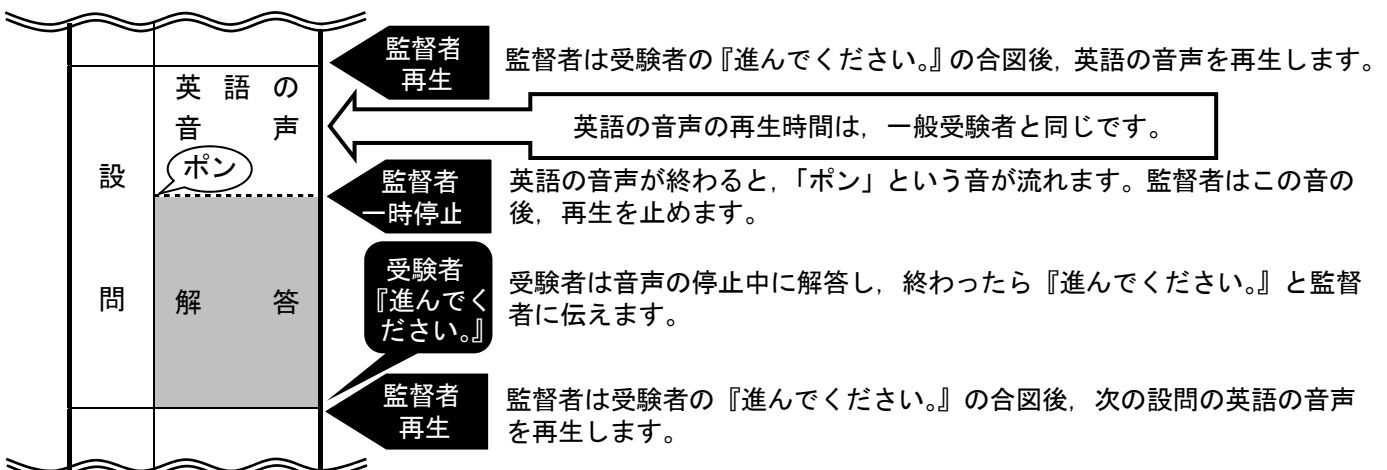 監督者
再生
監督者は受験者の『進んでください。』の合図後，英語の音声を再生します。
英語の
音声
英語の音声の再生時間は，一般受験者と同じです。
設
問
ポン
監督者
一時停止
英語の音声が終わると，「ポン」という音が流れます。監督者はこの音の
後，再生を止めます。
解答
受験者
『進んでく
ださい。』
受験者は音声の停止中に解答し，終わったら『進んでください。』と監督
者に伝えます。
監督者
再生
監督者は受験者の『進んでください。』の合図後，次の設問の英語の音声
を再生します。